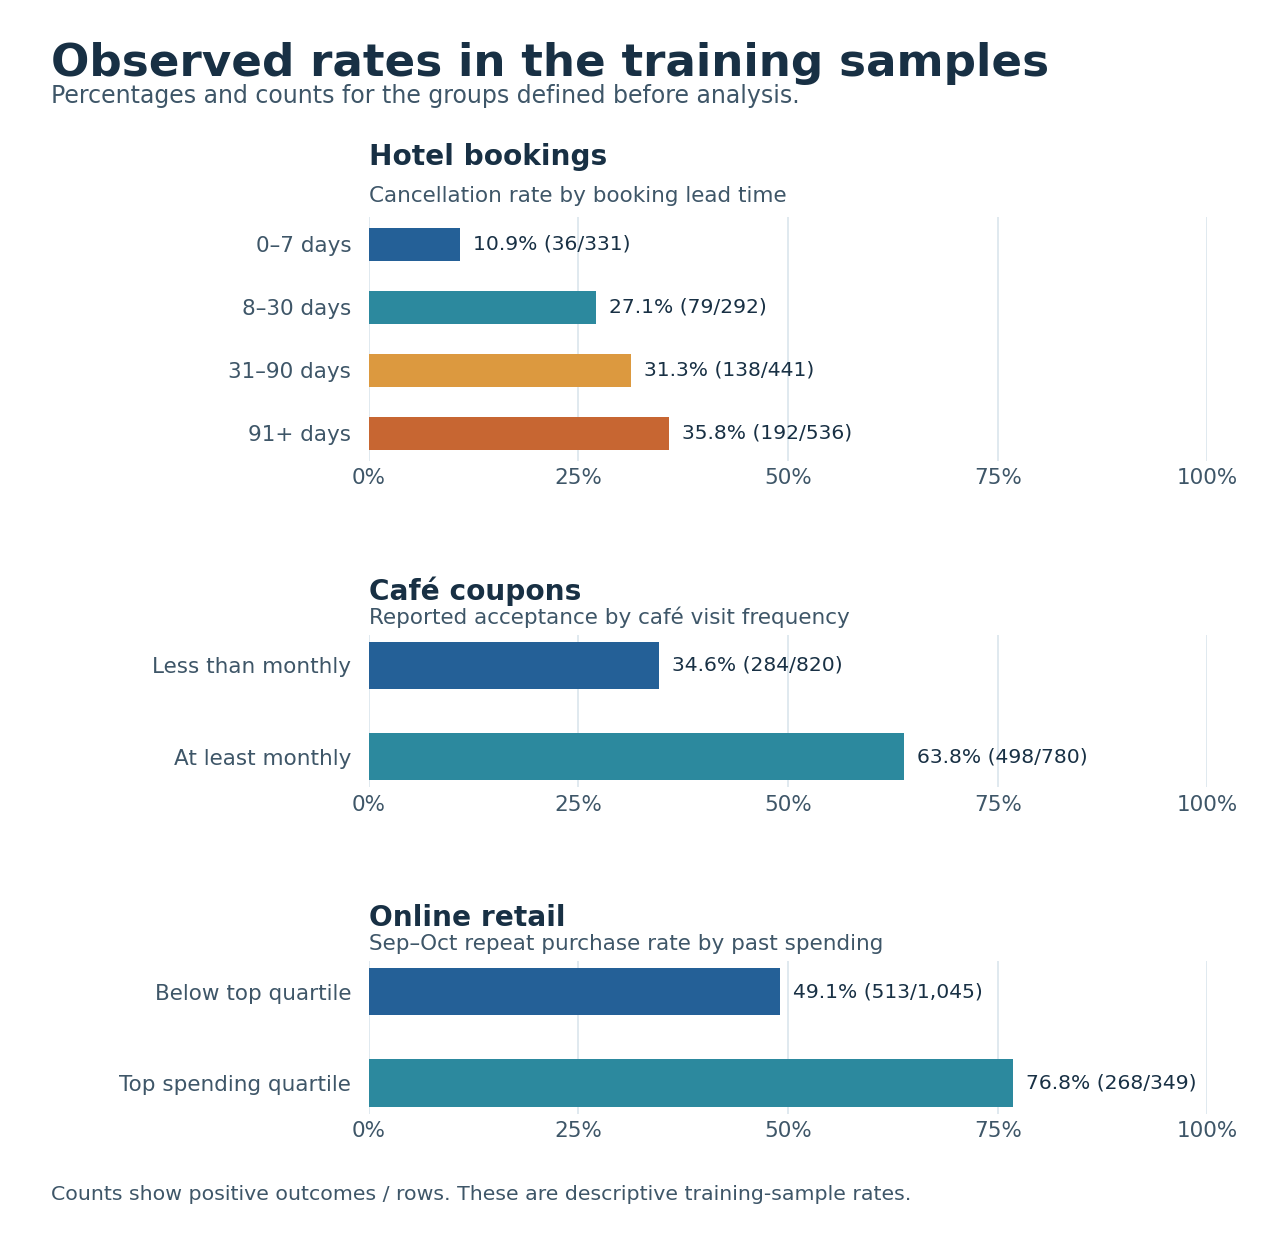 Observed rates in the training samples
Percentages and counts for the groups defined before analysis.
Hotel bookings
Cancellation rate by booking lead time
0–7 days 10.9% (36/331)
8–30 days 27.1% (79/292)
31–90 days 31.3% (138/441)
91+ days 35.8% (192/536)
0% 25% 50% 75% 100%
Café coupons
Reported acceptance by café visit frequency
Less than monthly 34.6% (284/820)
At least monthly 63.8% (498/780)
0% 25% 50% 75% 100%
Online retail
Sep–Oct repeat purchase rate by past spending
Below top quartile 49.1% (513/1,045)
Top spending quartile 76.8% (268/349)
0% 25% 50% 75% 100%
Counts show positive outcomes / rows. These are descriptive training-sample rates.